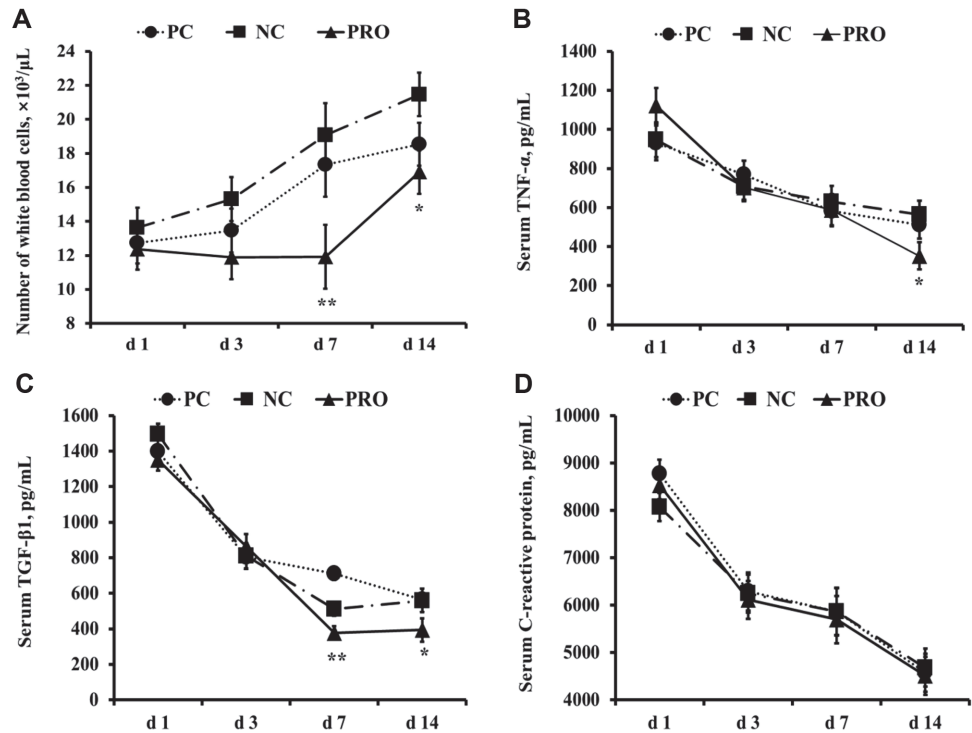 A
PC NC PRO
Number of white blood cells, ×10³/µL
24
22
20
18
16
14
12
10
8
**
*
d 1 d 3 d 7 d 14
B
PC NC PRO
Serum TNF-α, pg/mL
1400
1200
1000
800
600
400
200
0
*
d 1 d 3 d 7 d 14
C
PC NC PRO
Serum TGF-β1, pg/mL
1600
1400
1200
1000
800
600
400
200
0
**
*
d 1 d 3 d 7 d 14
D
PC NC PRO
Serum C-reactive protein, pg/mL
10000
9000
8000
7000
6000
5000
4000
d 1 d 3 d 7 d 14